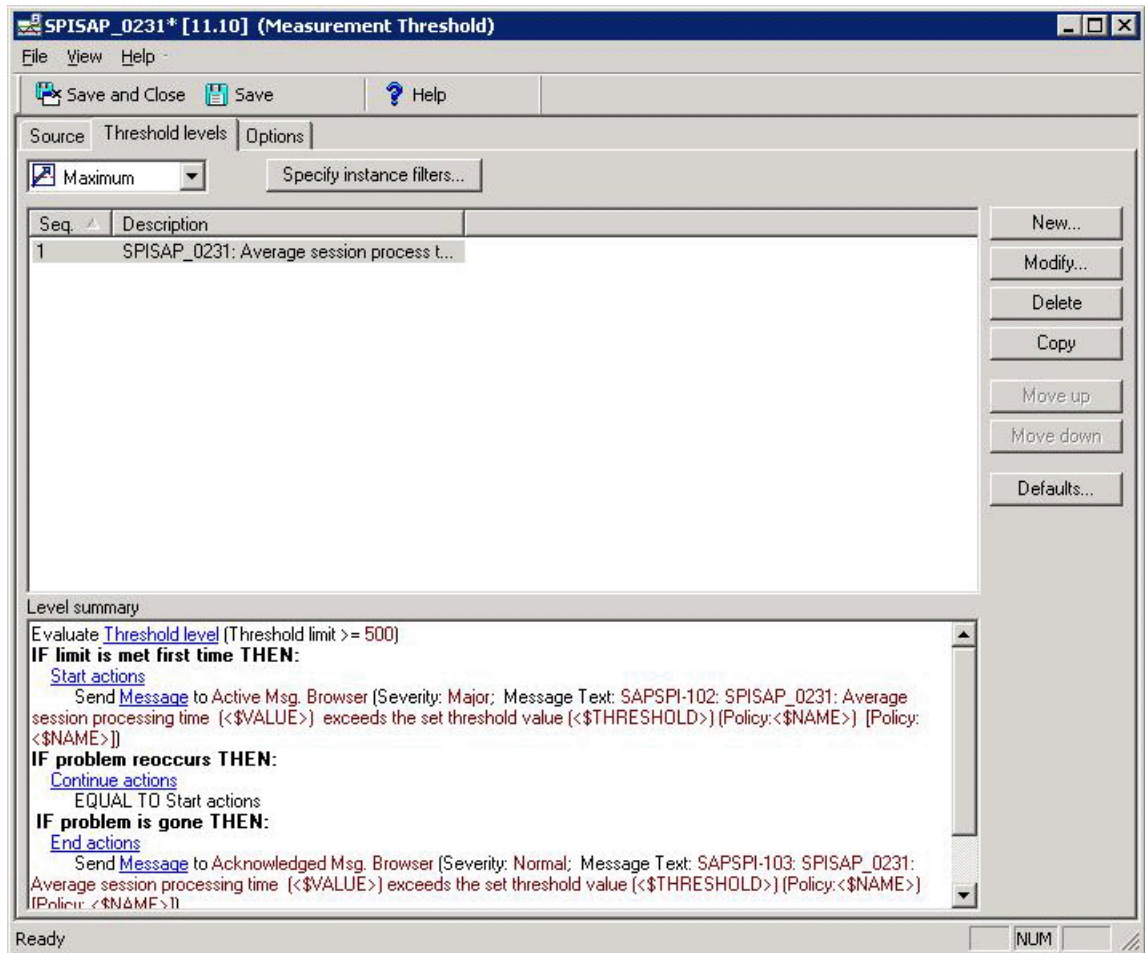 SPISAP_0231* [11.10] (Measurement Threshold)
File View Help
Save and Close Save Help
Source Threshold levels Options
Maximum Specify instance filters...
Seq. Description
1 SPISAP_0231: Average session process t...
New...
Modify...
Delete
Copy
Move up
Move down
Defaults...
Level summary
Evaluate Threshold level (Threshold limit >= 500)
IF limit is met first time THEN:
Start actions
Send Message to Active Msg. Browser (Severity: Major; Message Text: SAPSPI-102: SPISAP_0231: Average
session processing time (<$VALUE>) exceeds the set threshold value (<$THRESHOLD>) (Policy:<$NAME>) [Policy:
<$NAME>])
IF problem reoccurs THEN:
Continue actions
EQUAL TO Start actions
IF problem is gone THEN:
End actions
Send Message to Acknowledged Msg. Browser (Severity: Normal; Message Text: SAPSPI-103: SPISAP_0231:
Average session processing time (<$VALUE>) exceeds the set threshold value (<$THRESHOLD>) (Policy:<$NAME>)
[Policy: <$NAME>])
Ready NUM